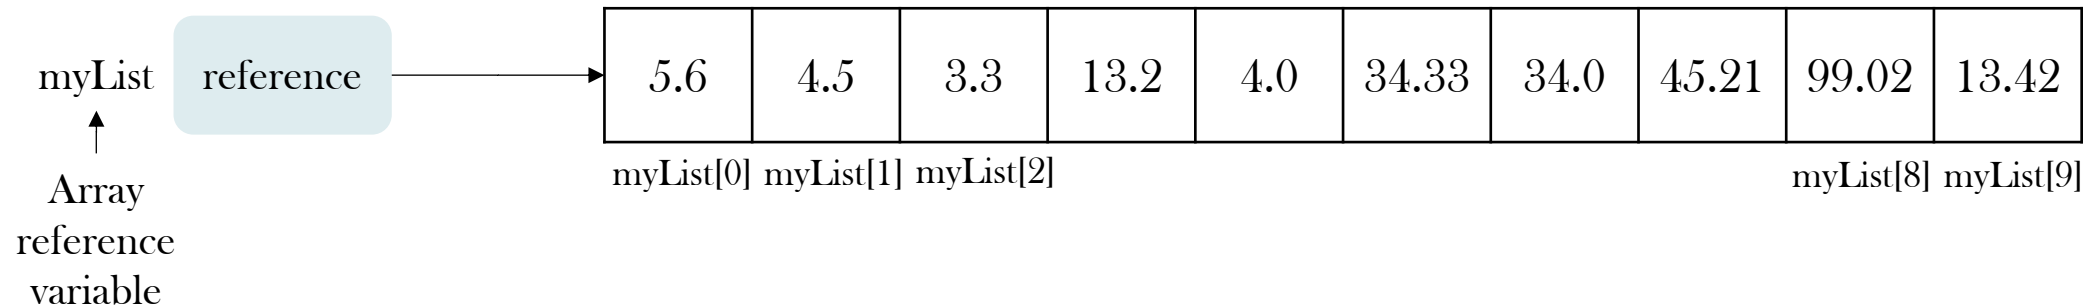 myList reference 5.6 4.5 3.3 13.2 4.0 34.33 34.0 45.21 99.02 13.42
myList[0] myList[1] myList[2] myList[8] myList[9]
Array
reference
variable